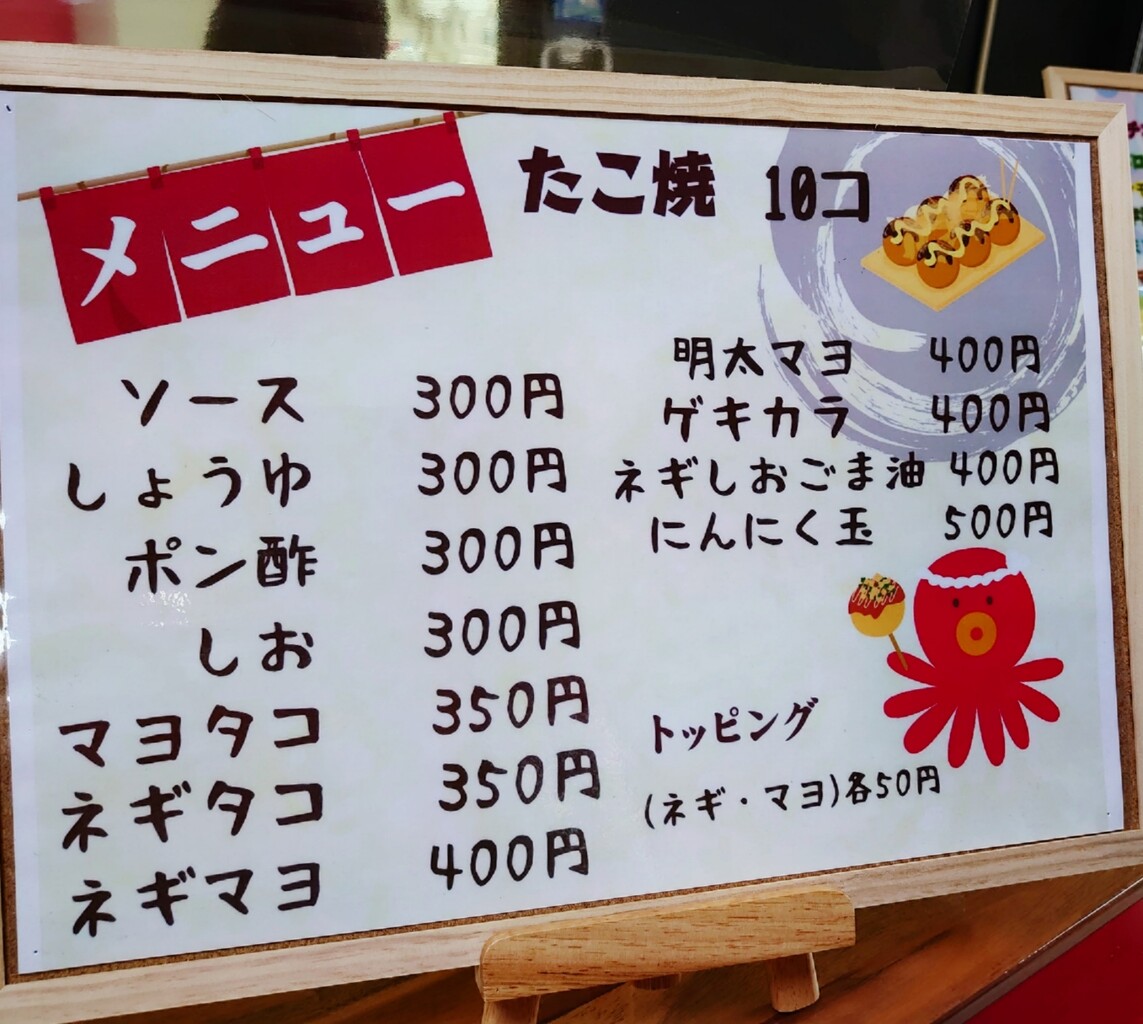 メニュー
たこ焼 10コ
ソース 300円
しょうゆ 300円
ポン酢 300円
しお 300円
マヨタコ 350円
ネギタコ 350円
ネギマヨ 400円
明太マヨ 400円
ゲキカラ 400円
ネギしおごま油 400円
にんにく玉 500円
トッピング
(ネギ・マヨ)各50円